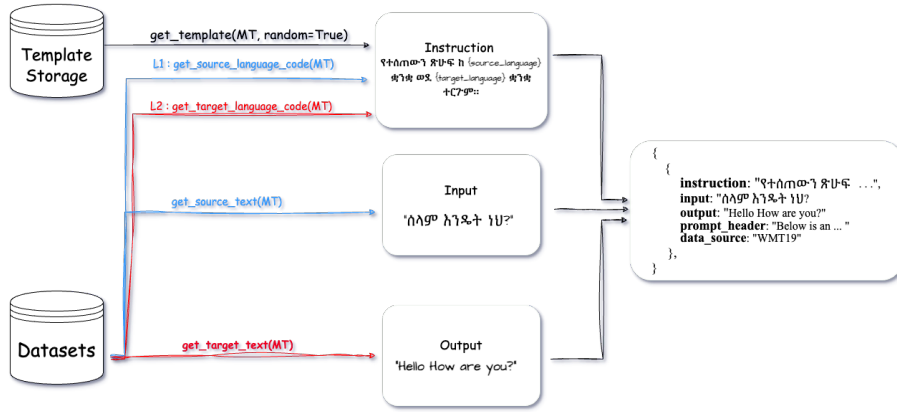 Template
Storage
get_template(MT, random=True)
L1 : get_source_language_code(MT)
L2 : get_target_language_code(MT)
Instruction
የተሰጠውን ጽሁፍ ከ {source_language}
ቋንቋ ወደ {target_language} ቋንቋ
ተርጉም።
get_source_text(MT)
Input
"ሰላም እንዴት ነህ?"
Datasets
get_target_text(MT)
Output
"Hello How are you?"
{
{
instruction: "የተሰጠውን ጽሁፍ ...",
input: "ሰላም እንዴት ነህ?
output: "Hello How are you?"
prompt_header: "Below is an ... "
data_source: "WMT19"
},
}